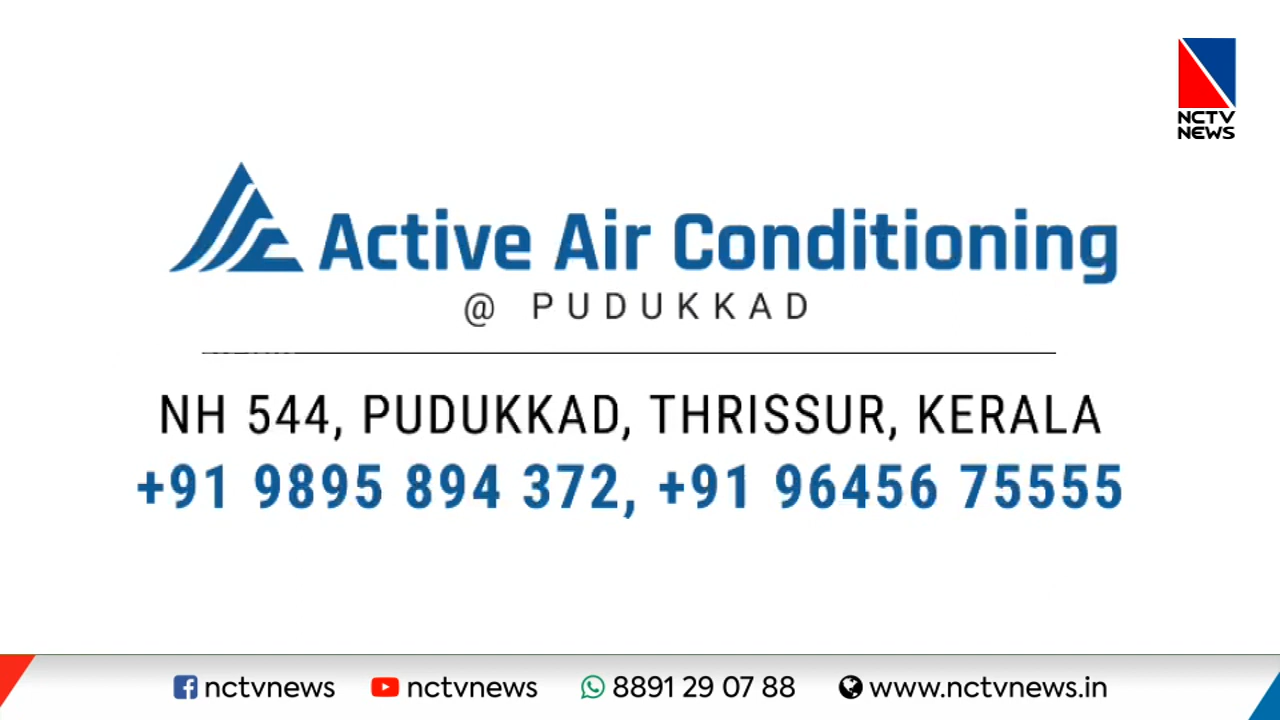 NCTV
NEWS
Active Air Conditioning
@ PUDUKKAD
NH 544, PUDUKKAD, THRISSUR, KERALA
+91 9895 894 372, +91 96456 75555
nctvnews nctvnews 8891 29 07 88 www.nctvnews.in